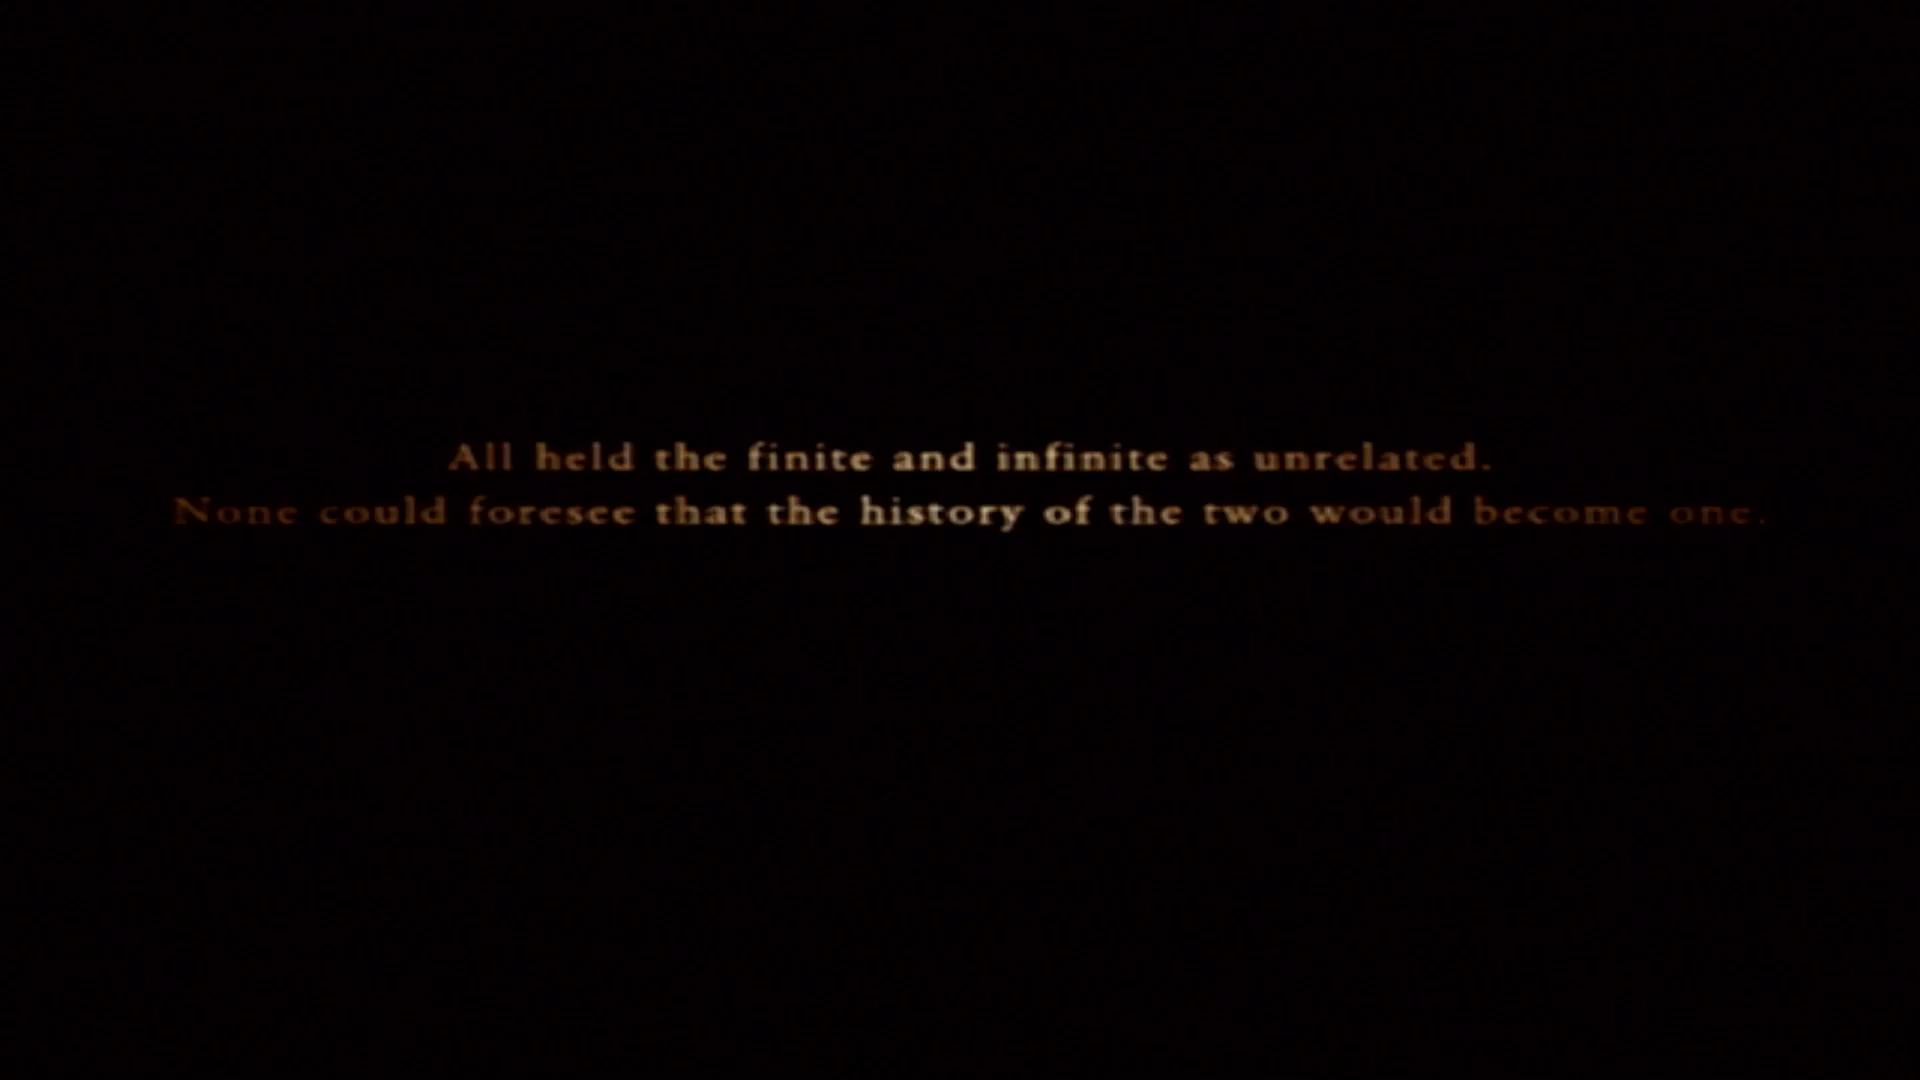 All held the finite and infinite as unrelated.
None could foresee that the history of the two would become one.